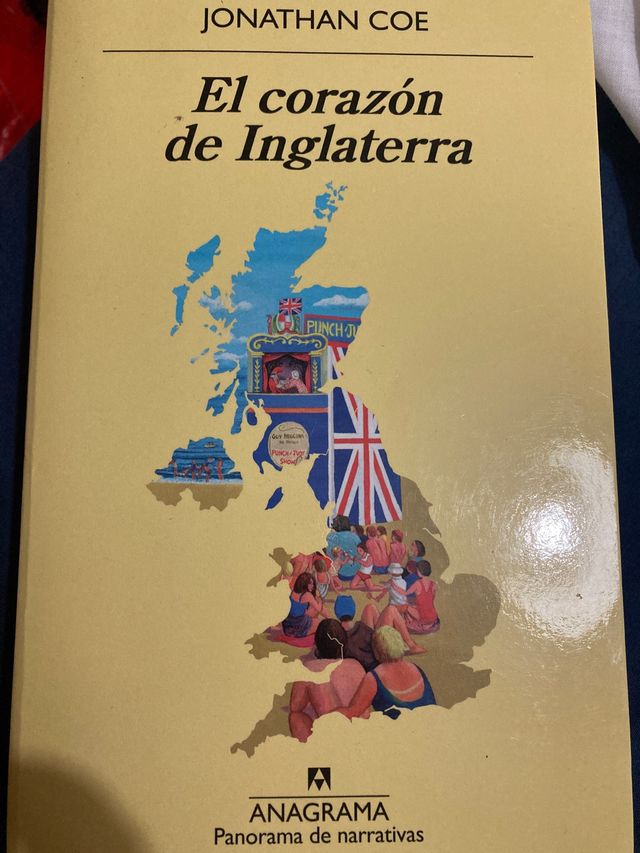 JONATHAN COE
El corazón
de Inglaterra
PUNCH
PUNCH & JUDY
SHOW
ANAGRAMA
Panorama de narrativas